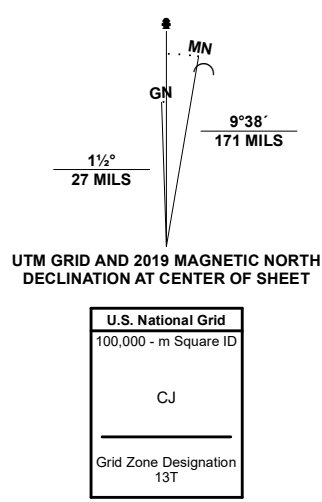 MN
GN
9°38´
171 MILS
1½°
27 MILS
UTM GRID AND 2019 MAGNETIC NORTH
DECLINATION AT CENTER OF SHEET
U.S. National Grid
100,000 - m Square ID
CJ
Grid Zone Designation
13T